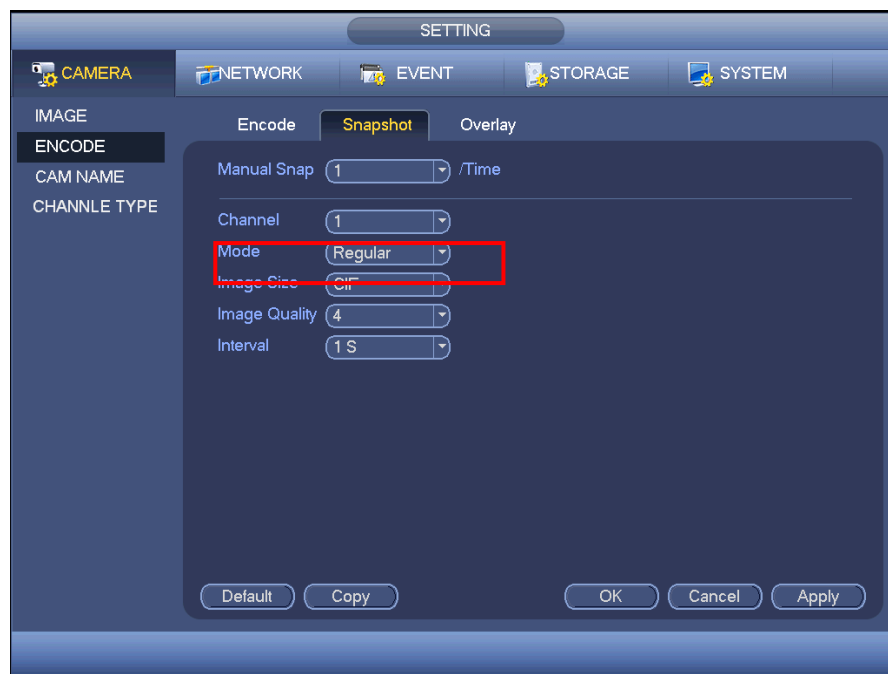 SETTING
CAMERA NETWORK EVENT STORAGE SYSTEM
IMAGE
ENCODE
CAM NAME
CHANNLE TYPE
Encode Snapshot Overlay
Manual Snap 1 /Time
Channel 1
Mode Regular
Image Size CIF
Image Quality 4
Interval 1 S
Default Copy OK Cancel Apply